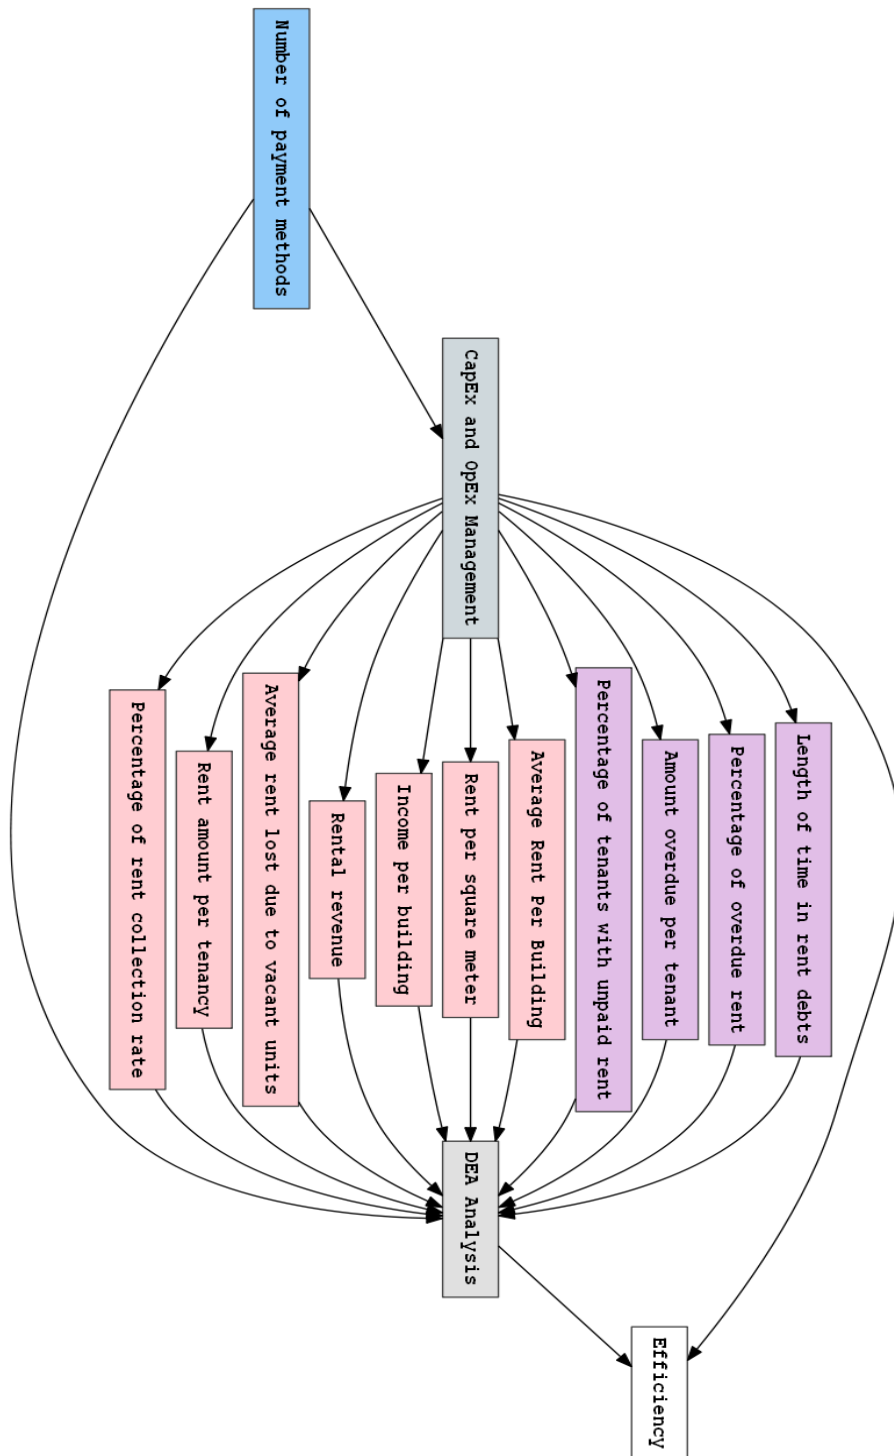 Number of payment methods
CapEx and OpEx Management
Length of time in rent debts
Percentage of overdue rent
Amount overdue per tenant
Percentage of tenants with unpaid rent
Average Rent Per Building
Rent per square meter
Income per building
Rental revenue
Average rent lost due to vacant units
Rent amount per tenancy
Percentage of rent collection rate
DEA Analysis
Efficiency